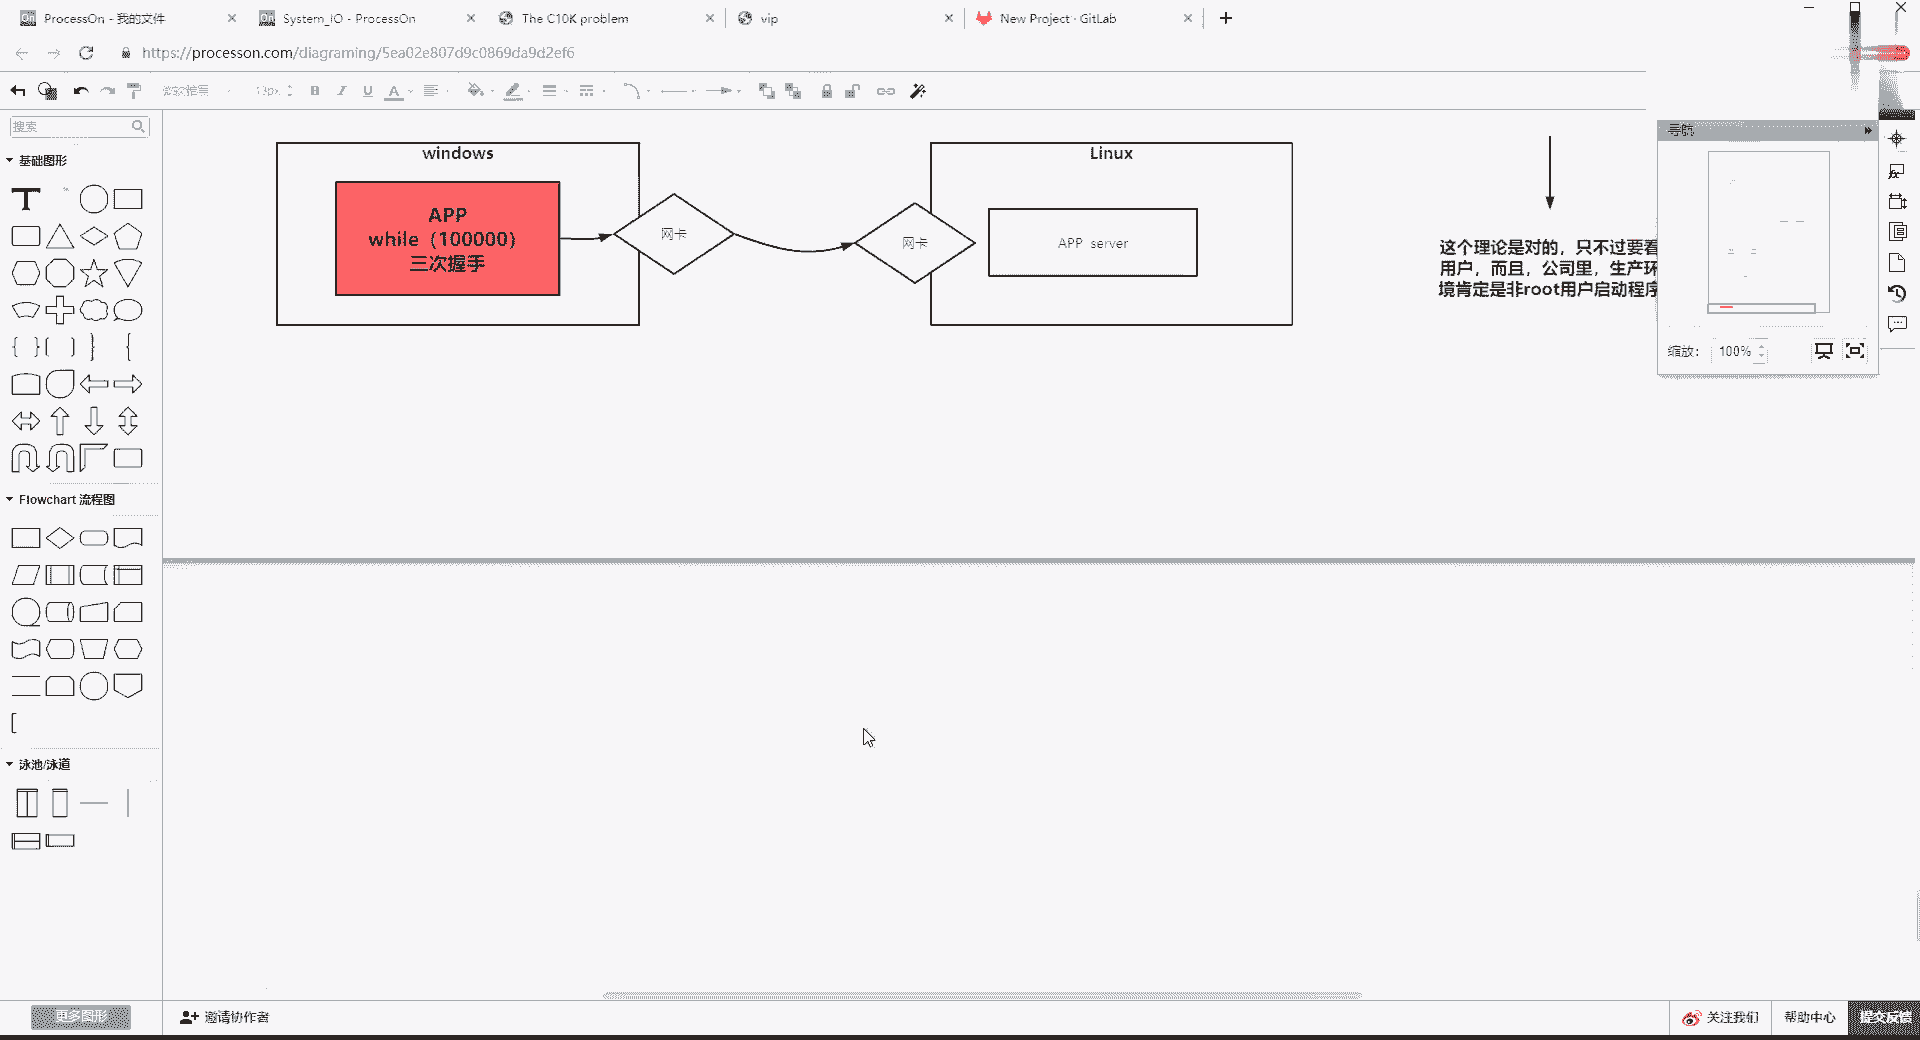 ProcessOn - 我的文件
System_IO - ProcessOn
The C10K problem
vip
New Project · GitLab
https://processon.com/diagraming/5ea02e807d9c0869da9d2ef6
13px
B I U A
搜索
基础图形
Flowchart 流程图
泳池/泳道
更多图形
windows
APP
while（100000）
三次握手
网卡
网卡
Linux
APP server
这个理论是对的，只不过要看
用户，而且，公司里，生产环
境肯定是非root用户启动程序
导航
缩放：
100%
邀请协作者
关注我们
帮助中心
提交反馈